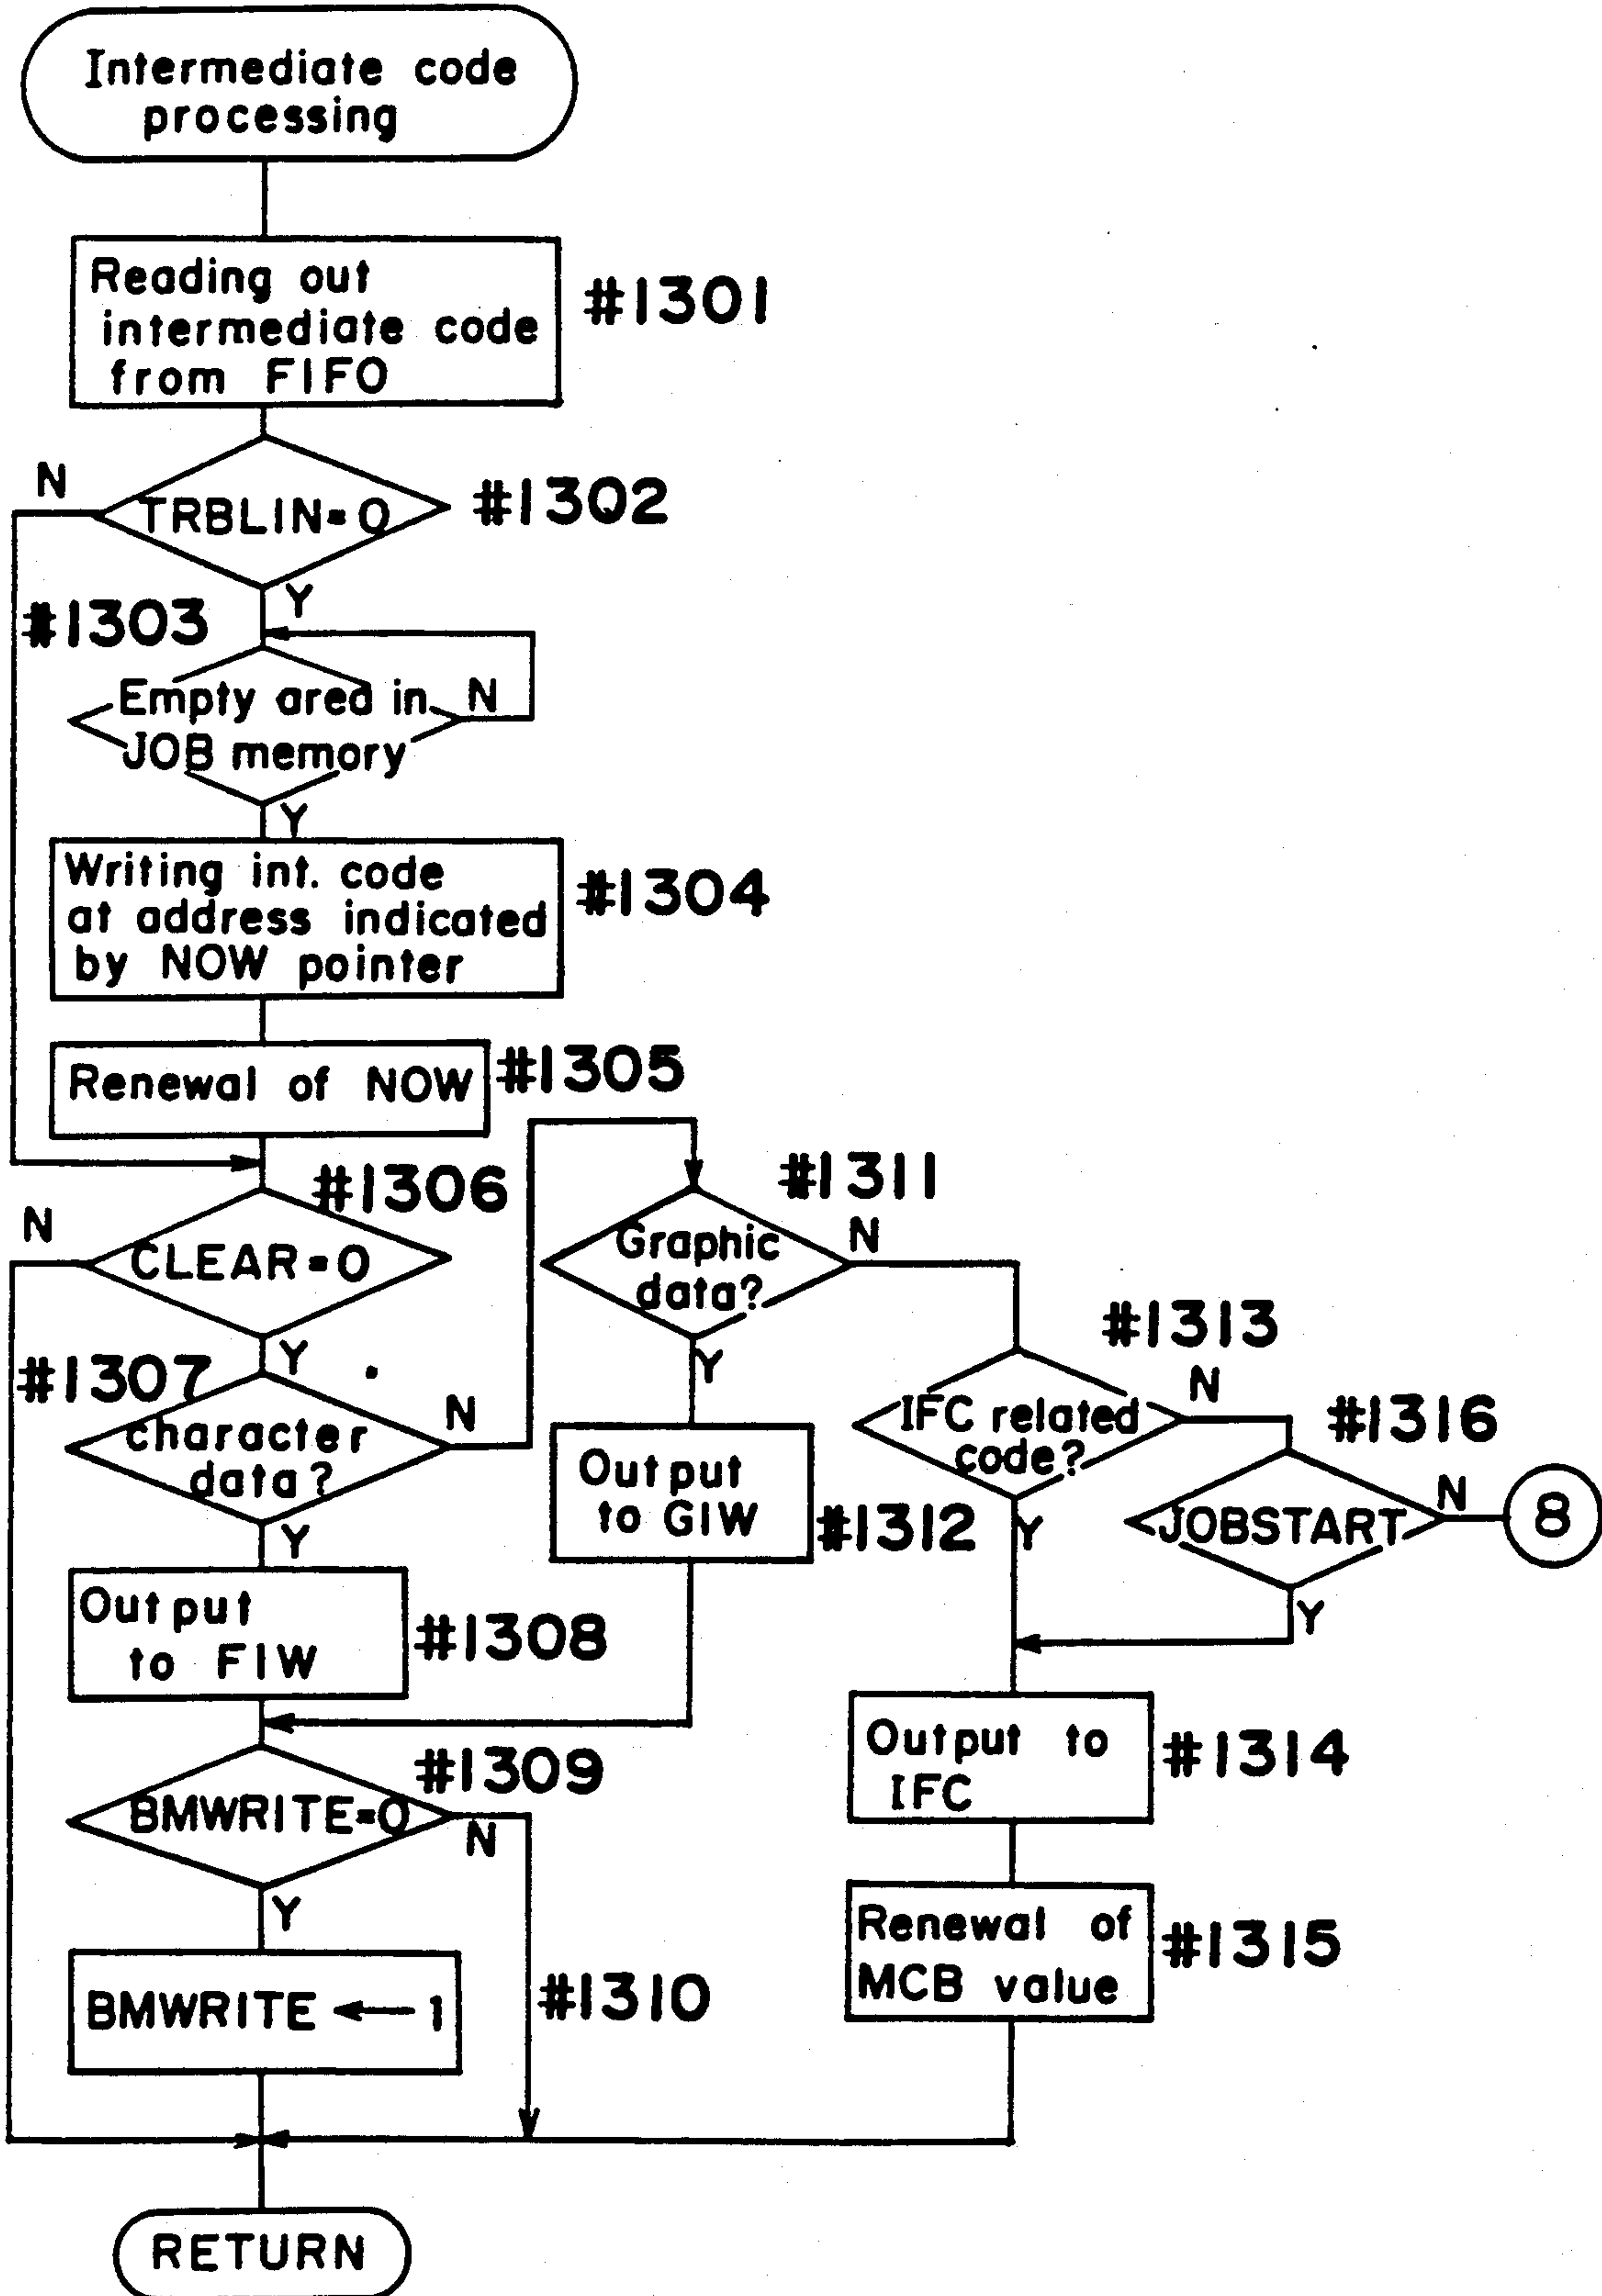 Intermediate code
processing
Reading out
intermediate code
from FIFO
#1301
N
TRBLIN=0
#1302
Y
#1303
Empty ared in
JOB memory
N
Y
Writing int. code
at address indicated
by NOW pointer
#1304
Renewal of NOW
#1305
#1306
N
CLEAR=0
Y
#1307
character
data?
N
Y
Output
to FIW
#1308
#1309
BMWRITE=0
N
Y
BMWRITE ← 1
#1310
#1311
Graphic
data?
N
Y
Output
to GIW
#1312
#1313
IFC related
code?
N
Y
#1316
JOBSTART
N
8
Y
Output to
IFC
#1314
Renewal of
MCB value
#1315
RETURN